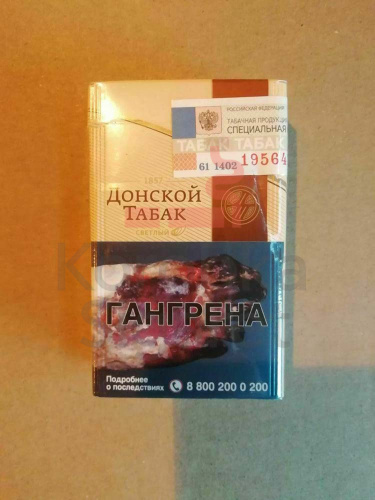 РОССИЙСКАЯ ФЕДЕРАЦИЯ
ТАБАЧНАЯ ПРОДУКЦИЯ
СПЕЦИАЛЬНАЯ
ТАБАК ТАБАК
61 1402 19564
1857
ДОНСКОЙ
ТАБАК
СВЕТЛЫЙ
ГАНГРЕНА
Подробнее
о последствиях 8 800 200 0 200